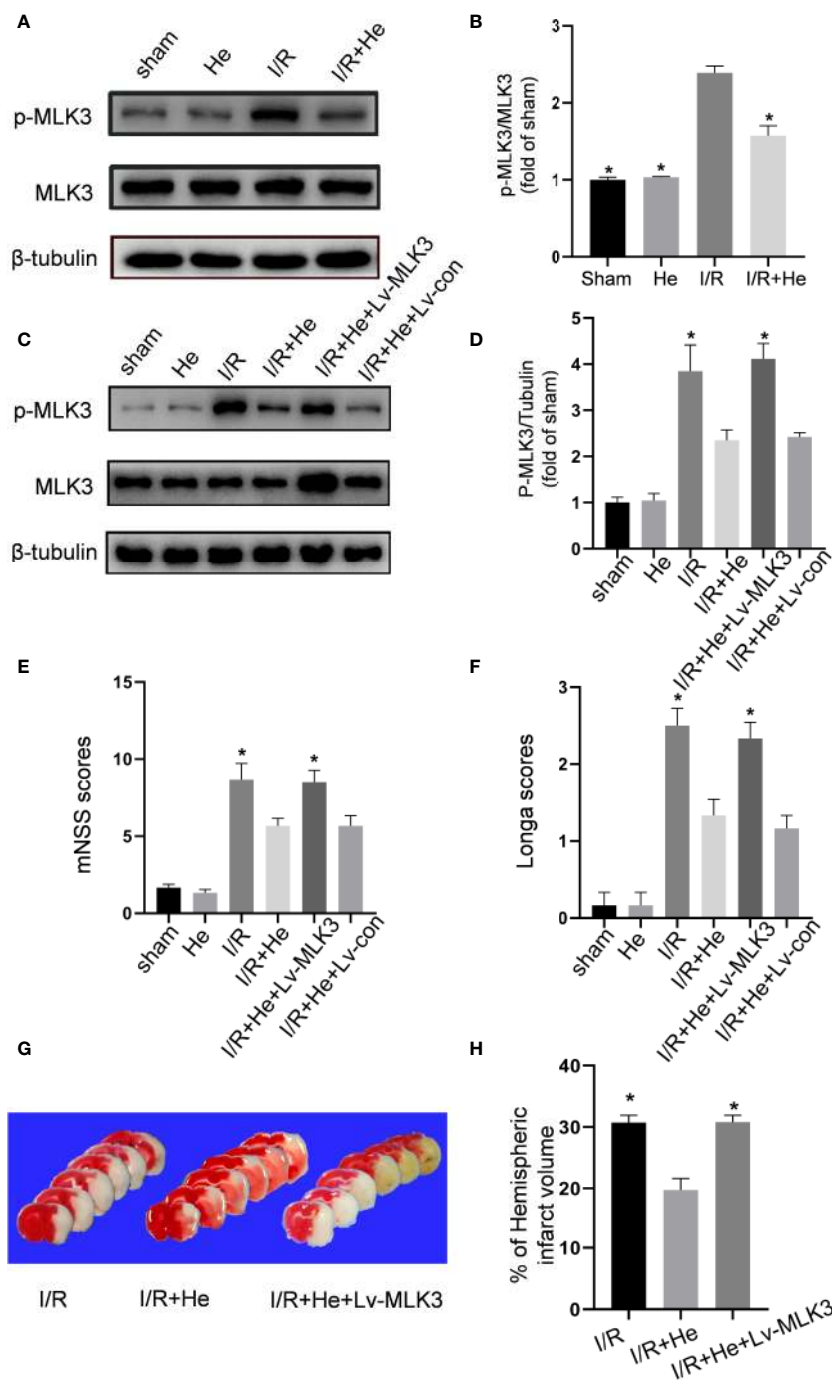 A
sham
He
I/R
I/R+He
p-MLK3
MLK3
β-tubulin
B
p-MLK3/MLK3
(fold of sham)
3
2
1
0
*
*
*
Sham
He
I/R
I/R+He
C
sham
He
I/R
I/R+He
I/R+He+Lv-MLK3
I/R+He+Lv-con
p-MLK3
MLK3
β-tubulin
D
P-MLK3/Tubulin
(fold of sham)
5
4
3
2
1
0
*
*
sham
He
I/R
I/R+He
I/R+He+Lv-MLK3
I/R+He+Lv-con
E
mNSS scores
15
10
5
0
*
*
sham
He
I/R
I/R+He
I/R+He+Lv-MLK3
I/R+He+Lv-con
F
Longa scores
3
2
1
0
*
*
sham
He
I/R
I/R+He
I/R+He+Lv-MLK3
I/R+He+Lv-con
G
I/R
I/R+He
I/R+He+Lv-MLK3
H
% of Hemispheric
infarct volume
40
30
20
10
0
*
*
I/R
I/R+He
I/R+He+Lv-MLK3